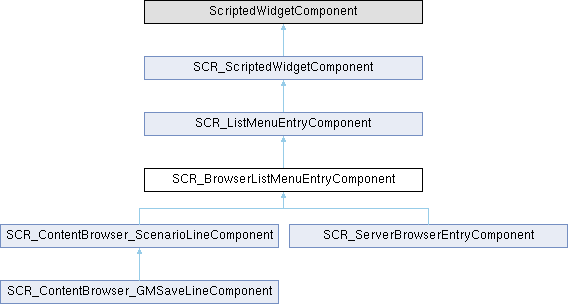 ScriptedWidgetComponent
SCR_ScriptedWidgetComponent
SCR_ListMenuEntryComponent
SCR_BrowserListMenuEntryComponent
SCR_ContentBrowser_ScenarioLineComponent
SCR_ServerBrowserEntryComponent
SCR_ContentBrowser_GMSaveLineComponent